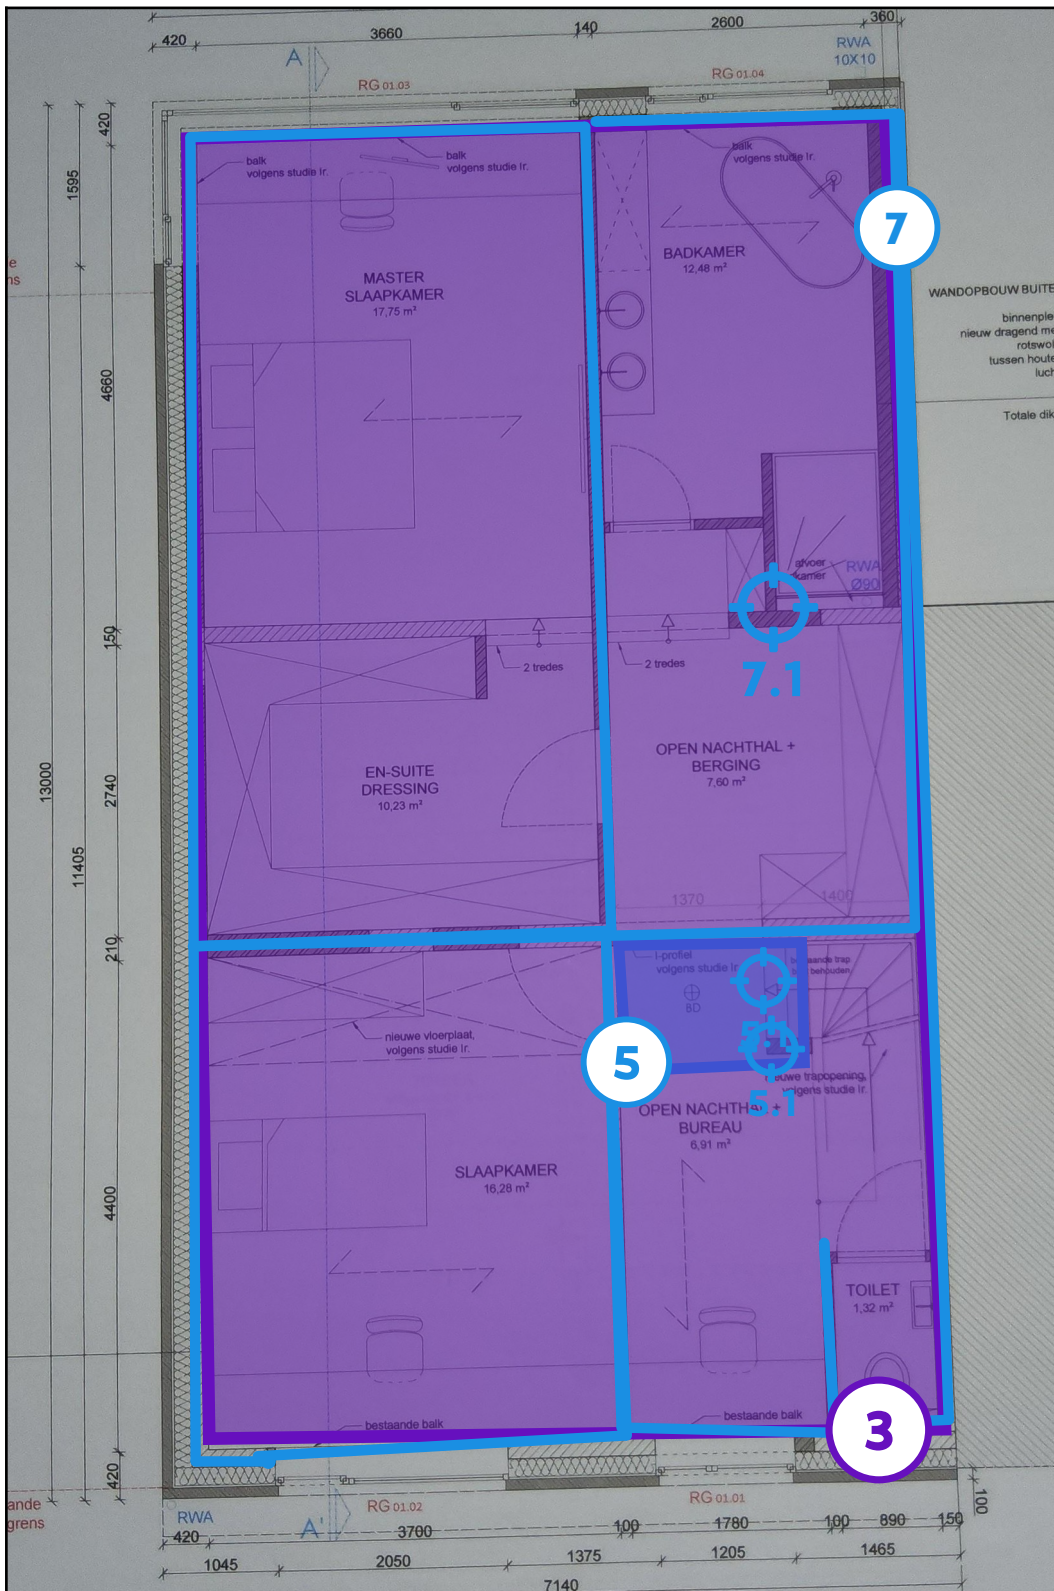 420
3660
140
2600
360
A
RWA
10X10
RG 01.03
RG 01.04
420
1595
balk
volgens studie Ir.
balk
volgens studie Ir.
balk
volgens studie Ir.
7
BADKAMER
12,48 m²
MASTER
SLAAPKAMER
17,75 m²
WANDOPBOUW BUITE
binnenple
nieuw dragend me
rotswol
tussen houte
luch
Totale dik
4660
afvoer
kamer
RWA
Ø90
150
2 tredes
2 tredes
7.1
OPEN NACHTHAL +
BERGING
7,60 m²
EN-SUITE
DRESSING
10,23 m²
13000
2740
11405
1370
1400
210
I-profiel
volgens studie Ir
BD
aande trap
behouden
nieuwe vloerplaat,
volgens studie Ir.
5
5.1
nieuwe trapopening,
volgens studie Ir.
OPEN NACHTHAL +
BUREAU
6,91 m²
SLAAPKAMER
16,28 m²
4400
TOILET
1,32 m²
bestaande balk
bestaande balk
3
420
ande
grens
RWA
A'
RG 01.02
RG 01.01
100
420
3700
100
1780
100
890
150
1045
2050
1375
1205
1465
7140